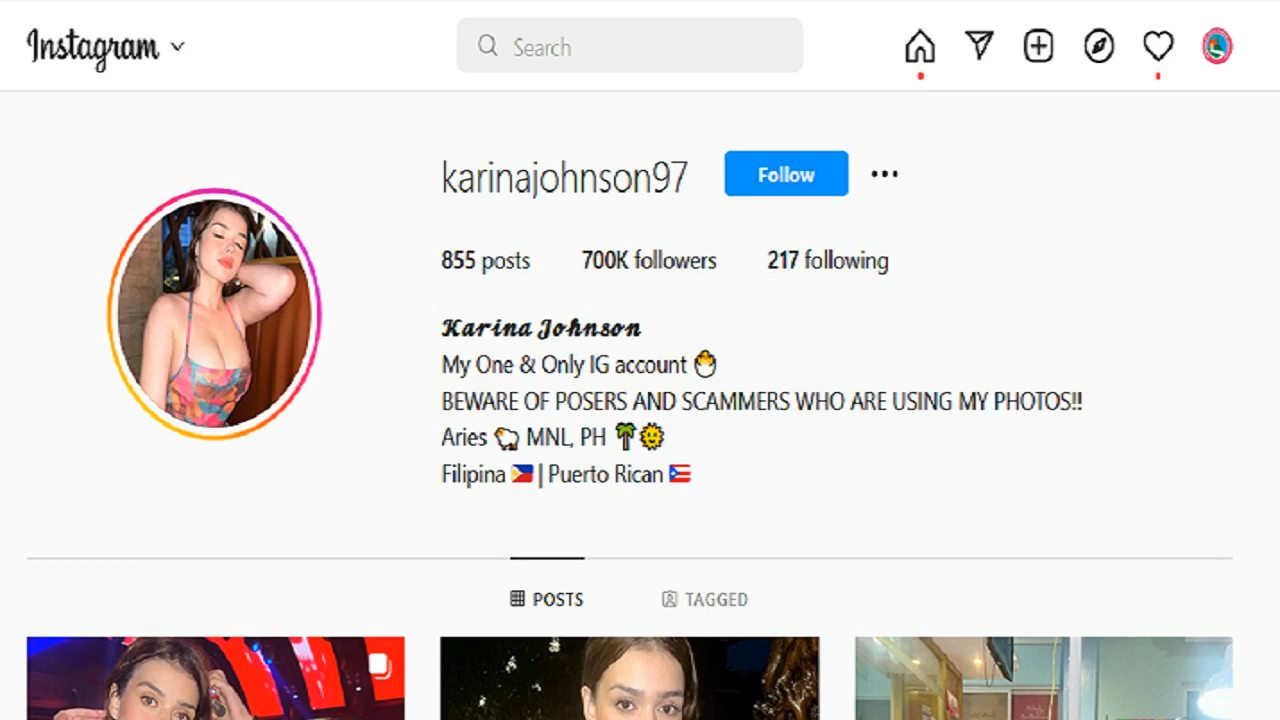 Instagram
Search
karinajohnson97 Follow
855 posts 700K followers 217 following
𝓚𝓪𝓻𝓲𝓷𝓪 𝓙𝓸𝓱𝓷𝓼𝓸𝓷
My One & Only IG account 🐣
BEWARE OF POSERS AND SCAMMERS WHO ARE USING MY PHOTOS!!
Aries 🐑 MNL, PH 🌴🌞
Filipina 🇵🇭 | Puerto Rican 🇵🇷
POSTS TAGGED